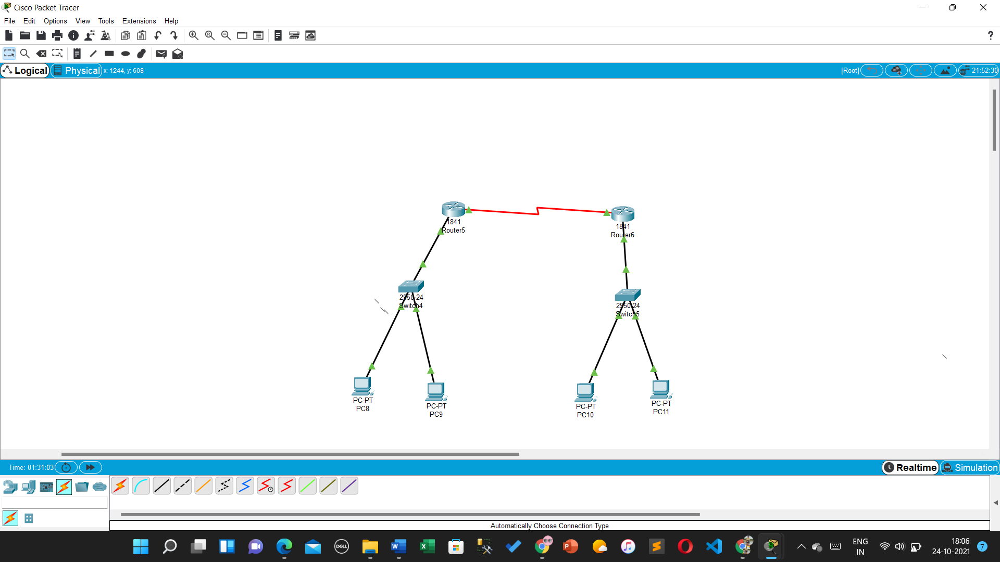 Cisco Packet Tracer
File Edit Options View Tools Extensions Help
?
Logical Physical x: 1244, y: 608 [Root] 21:52:30
1841
Router5
1841
Router6
2950-24
Switch4
2950-24
Switch5
PC-PT
PC8
PC-PT
PC9
PC-PT
PC10
PC-PT
PC11
Time: 01:31:03 Realtime Simulation
Automatically Choose Connection Type
DELL
ENG
IN
18:06
24-10-2021
7